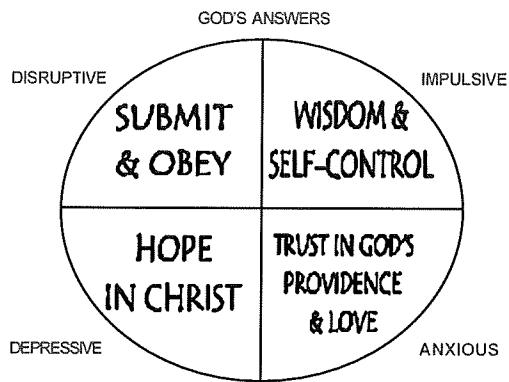 GOD'S ANSWERS
DISRUPTIVE
IMPULSIVE
SUBMIT
& OBEY
WISDOM &
SELF-CONTROL
HOPE
IN CHRIST
TRUST IN GOD'S
PROVIDENCE
& LOVE
DEPRESSIVE
ANXIOUS